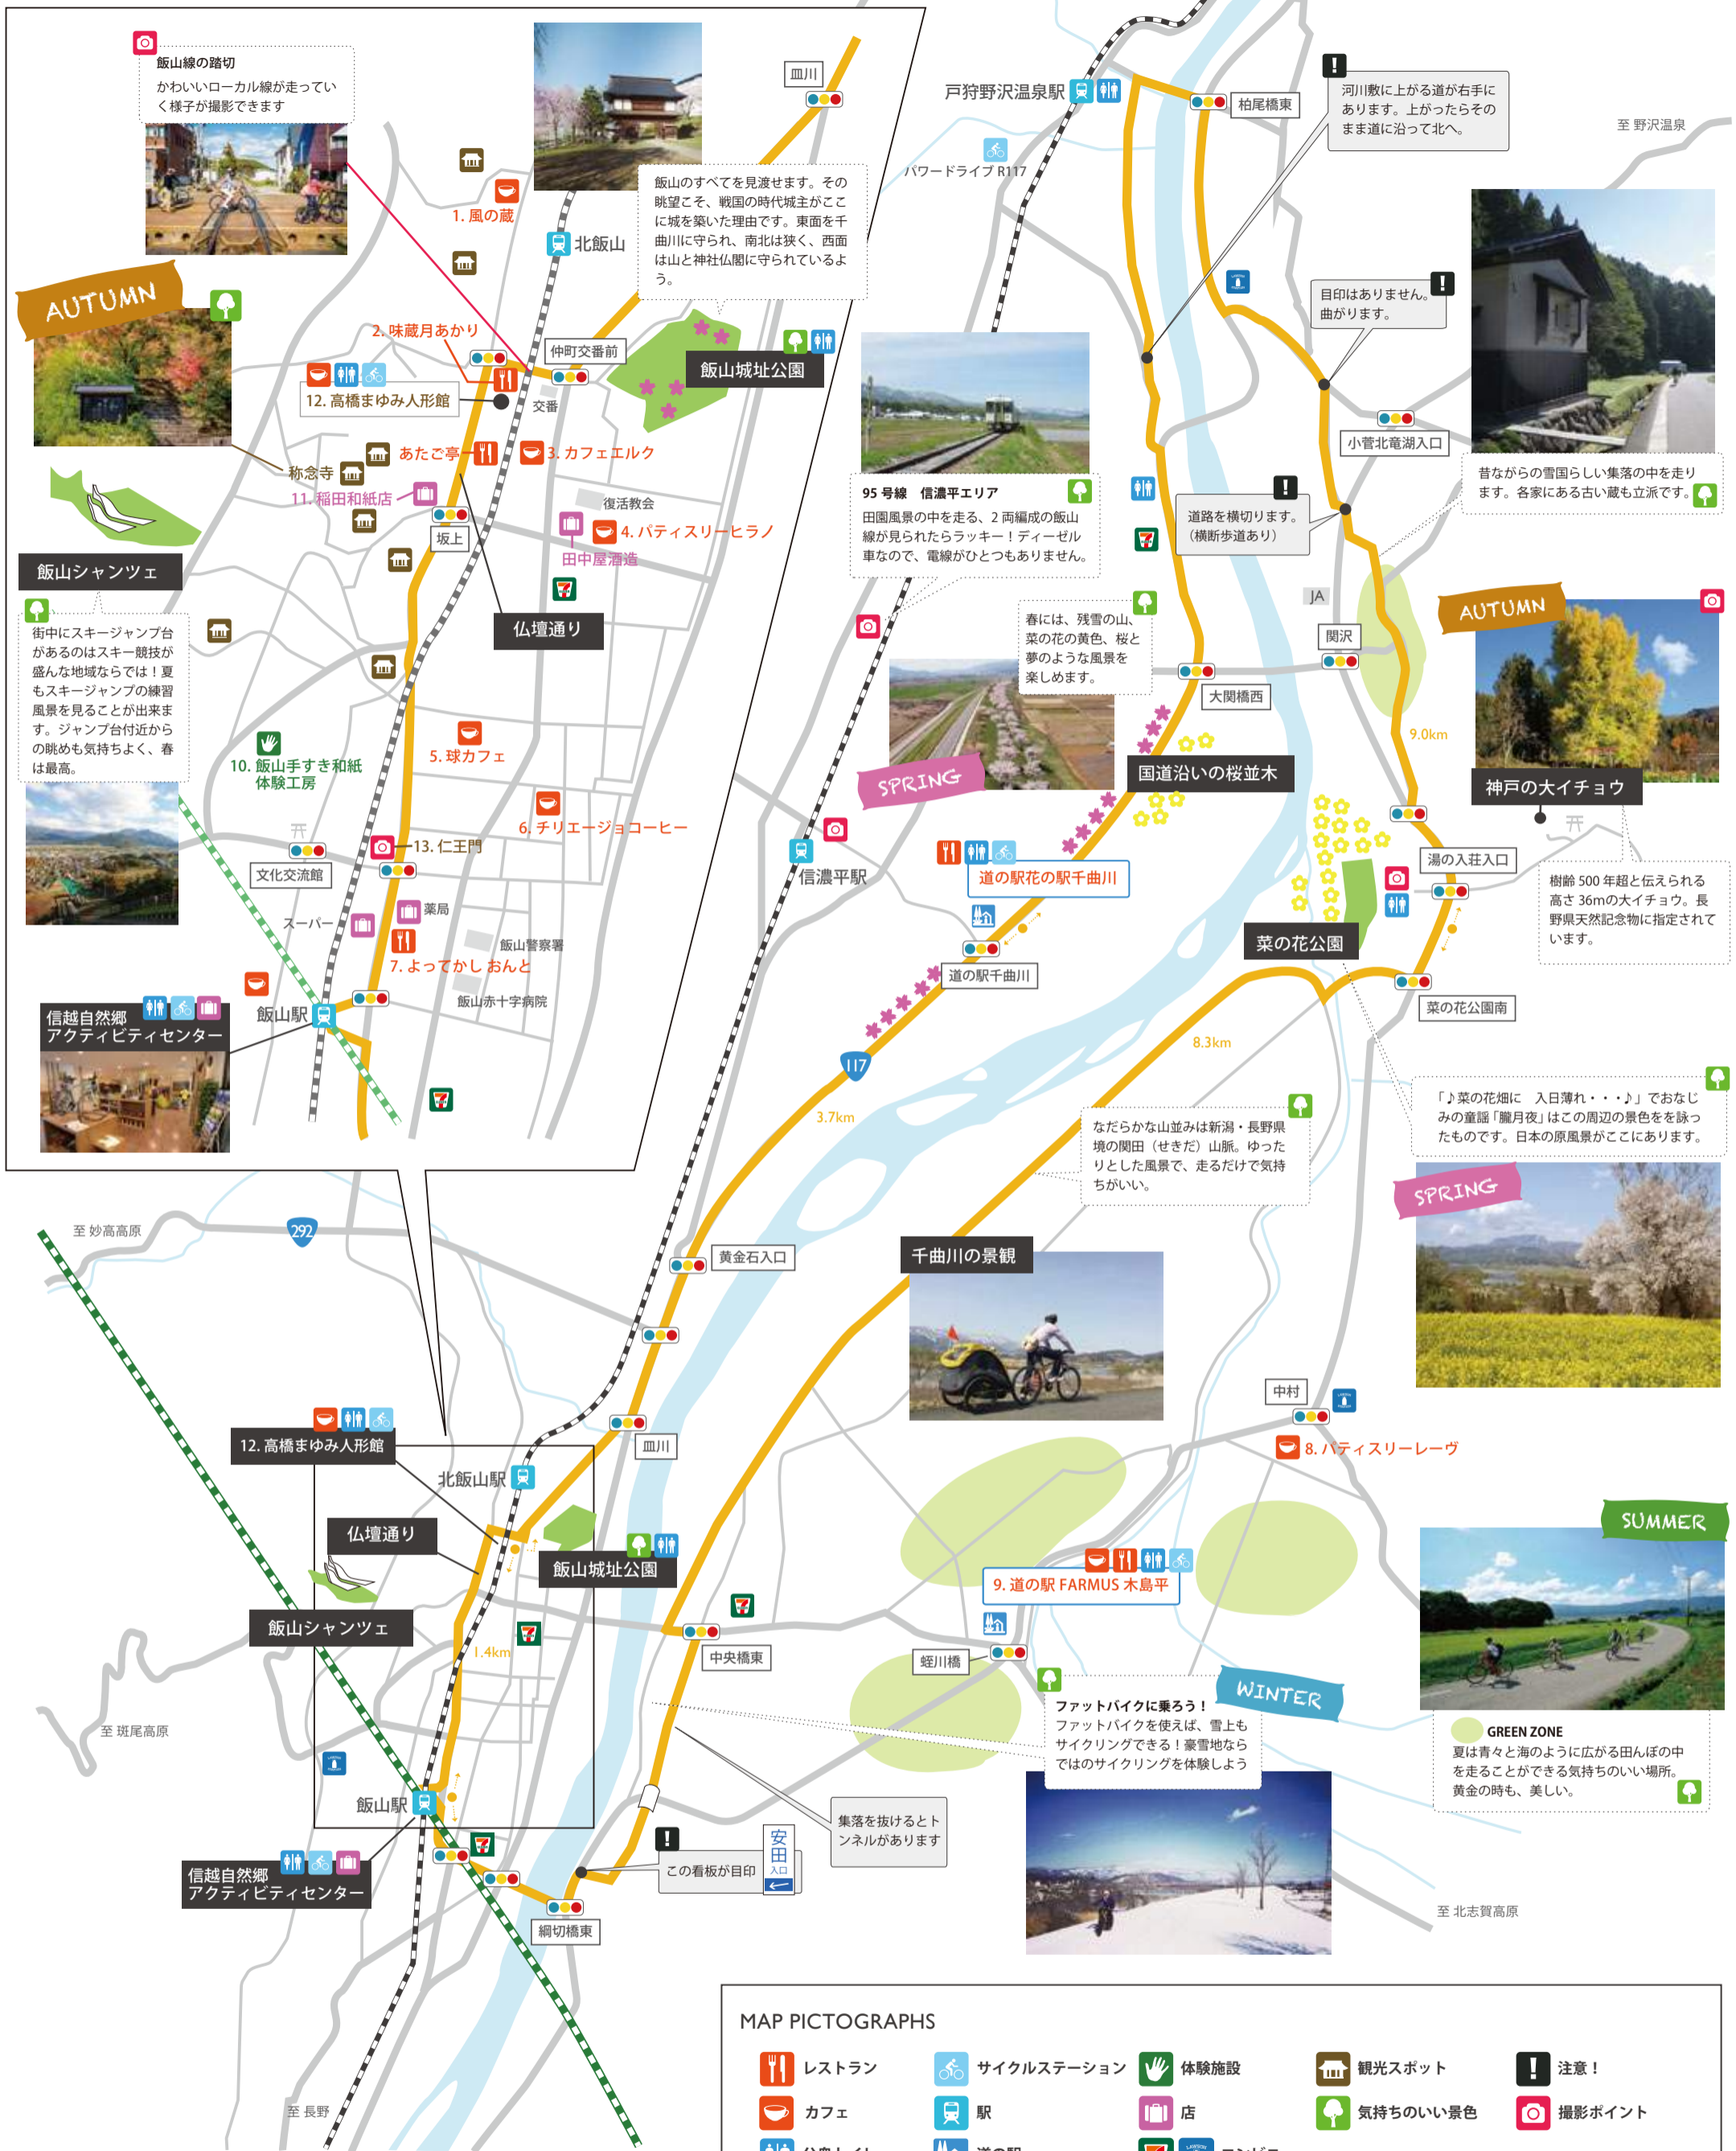 飯山線の踏切
かわいいローカル線が走ってい
く様子が撮影できます
皿川
1. 風の蔵
北飯山
飯山のすべてを見渡せます。その
眺望こそ、戦国の時代城主がここ
に城を築いた理由です。東面を千
曲川に守られ、南北は狭く、西面
は山と神社仏閣に守られているよ
う。
AUTUMN
2. 味蔵月あかり
仲町交番前
飯山城址公園
12. 高橋まゆみ人形館
交番
あたご亭
3. カフェエルク
称念寺
11. 稲田和紙店
復活教会
坂上
4. パティスリーヒラノ
田中屋酒造
飯山シャンツェ
仏壇通り
街中にスキージャンプ台
があるのはスキー競技が
盛んな地域ならでは！夏
もスキージャンプの練習
風景を見ることが出来ま
す。ジャンプ台付近から
の眺めも気持ちよく、春
は最高。
10. 飯山手すき和紙
体験工房
5. 球カフェ
6. チリエージョコーヒー
13. 仁王門
文化交流館
スーパー
薬局
飯山警察署
7. よってかし おんと
飯山赤十字病院
飯山駅
信越自然郷
アクティビティセンター
戸狩野沢温泉駅
柏尾橋東
河川敷に上がる道が右手に
あります。上がったらその
まま道に沿って北へ。
至 野沢温泉
パワードライブ R117
目印はありません。
曲がります。
小菅北竜湖入口
昔ながらの雪国らしい集落の中を走り
ます。各家にある古い蔵も立派です。
95 号線　信濃平エリア
田園風景の中を走る、2 両編成の飯山
線が見られたらラッキー！ディーゼル
車なので、電線がひとつもありません。
道路を横切ります。
（横断歩道あり）
JA
関沢
春には、残雪の山、
菜の花の黄色、桜と
夢のような風景を
楽しめます。
大関橋西
AUTUMN
9.0km
SPRING
国道沿いの桜並木
神戸の大イチョウ
信濃平駅
道の駅花の駅千曲川
湯の入荘入口
樹齢 500 年超と伝えられる
高さ 36mの大イチョウ。長
野県天然記念物に指定されて
います。
菜の花公園
道の駅千曲川
菜の花公園南
117
8.3km
3.7km
「♪菜の花畑に　入日薄れ・・・♪」でおなじ
みの童謡「朧月夜」はこの周辺の景色をを詠っ
たものです。日本の原風景がここにあります。
なだらかな山並みは新潟・長野県
境の関田（せきだ）山脈。ゆった
りとした風景で、走るだけで気持
ちがいい。
SPRING
至 妙高高原
292
黄金石入口
千曲川の景観
中村
8. パティスリーレーヴ
12. 高橋まゆみ人形館
皿川
北飯山駅
仏壇通り
飯山城址公園
SUMMER
9. 道の駅 FARMUS 木島平
飯山シャンツェ
1.4km
中央橋東
蛭川橋
至 斑尾高原
ファットバイクに乗ろう！
ファットバイクを使えば、雪上も
サイクリングできる！豪雪地なら
ではのサイクリングを体験しよう
WINTER
GREEN ZONE
夏は青々と海のように広がる田んぼの中
を走ることができる気持ちのいい場所。
黄金の時も、美しい。
飯山駅
集落を抜けるとト
ンネルがあります
この看板が目印
安田
入口
信越自然郷
アクティビティセンター
綱切橋東
至 北志賀高原
至 長野
MAP PICTOGRAPHS
レストラン
サイクルステーション
体験施設
観光スポット
注意！
カフェ
駅
店
気持ちのいい景色
撮影ポイント